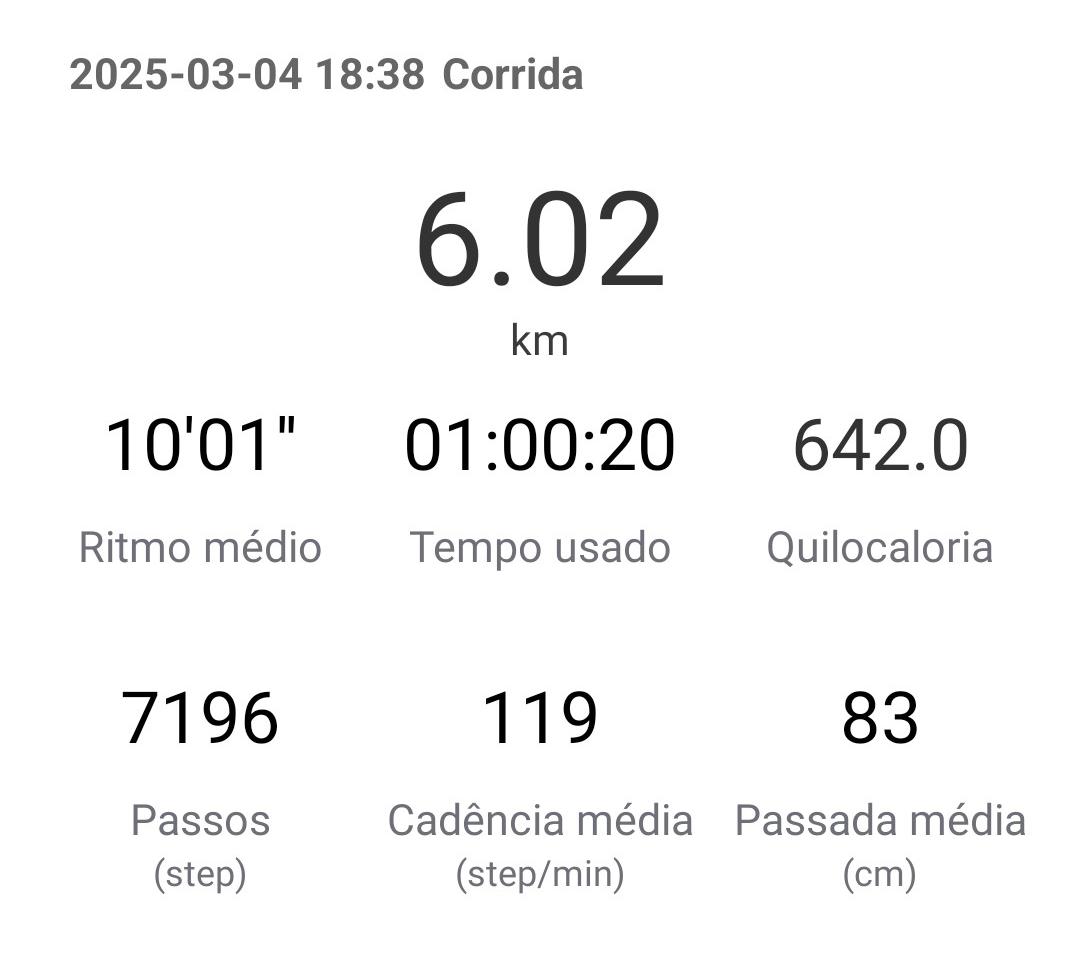 2025-03-04 18:38 Corrida
6.02
km
10'01" 01:00:20 642.0
Ritmo médio Tempo usado Quilocaloria
7196 119 83
Passos Cadência média Passada média
(step) (step/min) (cm)